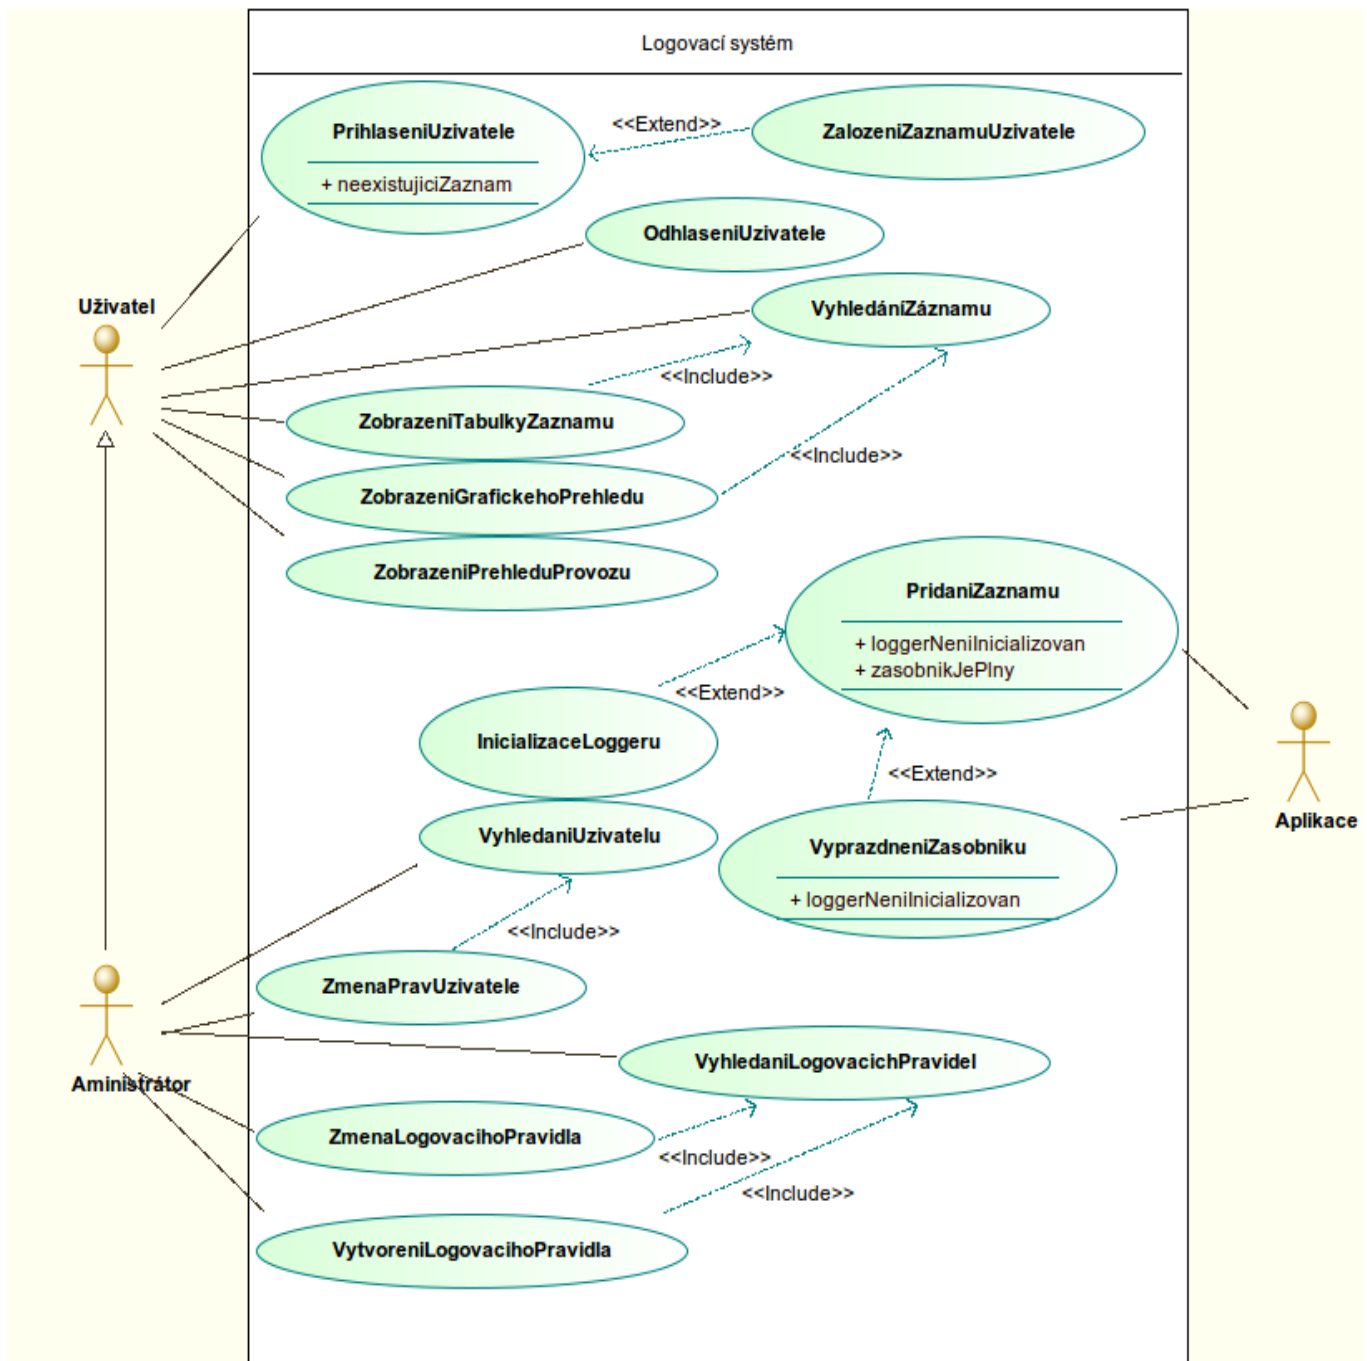 Logovací systém
PrihlaseniUzivatele
+ neexistujiciZaznam
<<Extend>>
ZalozeniZaznamuUzivatele
OdhlaseniUzivatele
Uživatel
VyhledáníZáznamu
<<Include>>
ZobrazeniTabulkyZaznamu
<<Include>>
ZobrazeniGrafickehoPrehledu
ZobrazeniPrehleduProvozu
PridaniZaznamu
+ loggerNeniInicializovan
+ zasobnikJePlny
<<Extend>>
InicializaceLoggeru
<<Extend>>
Aplikace
VyhledaniUzivatelu
VyprazdneniZasobniku
+ loggerNeniInicializovan
<<Include>>
ZmenaPravUzivatele
VyhledaniLogovacichPravidel
Aministrátor
ZmenaLogovacihoPravidla
<<Include>>
<<Include>>
VytvoreniLogovacihoPravidla